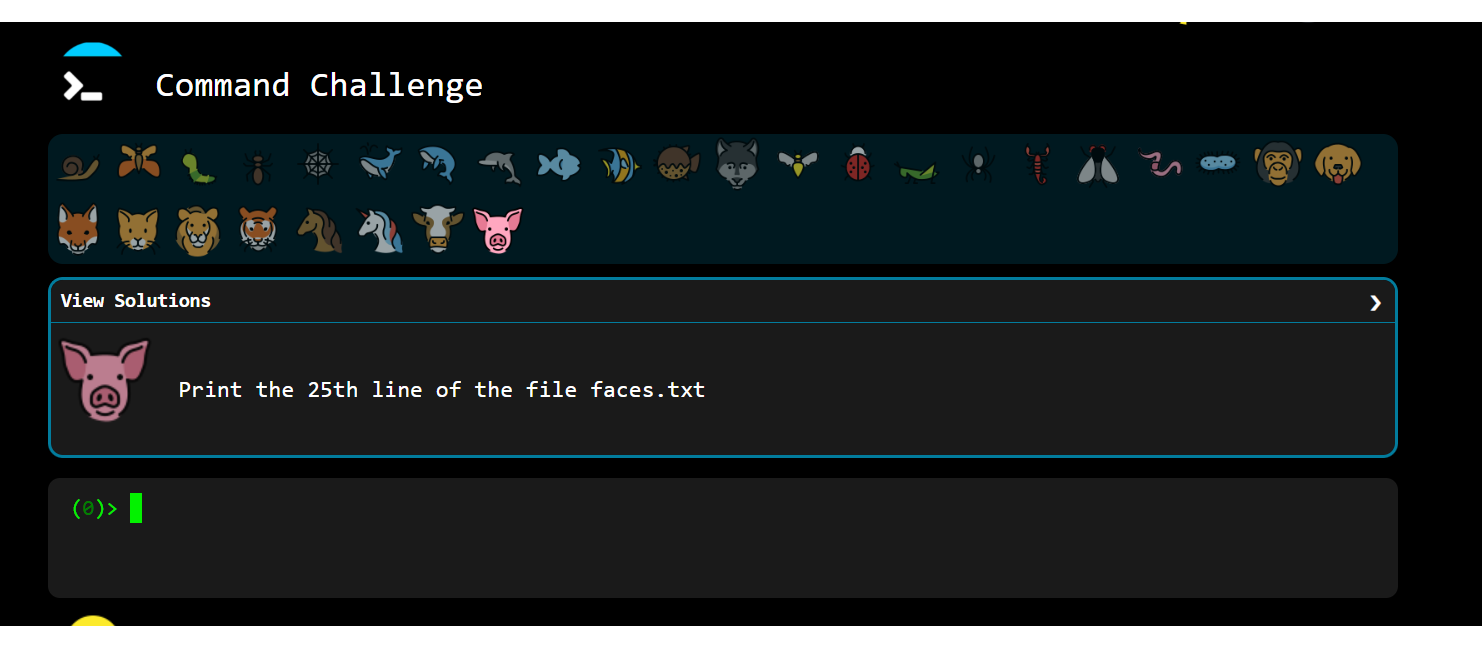 Command Challenge
View Solutions
Print the 25th line of the file faces.txt
(0)>